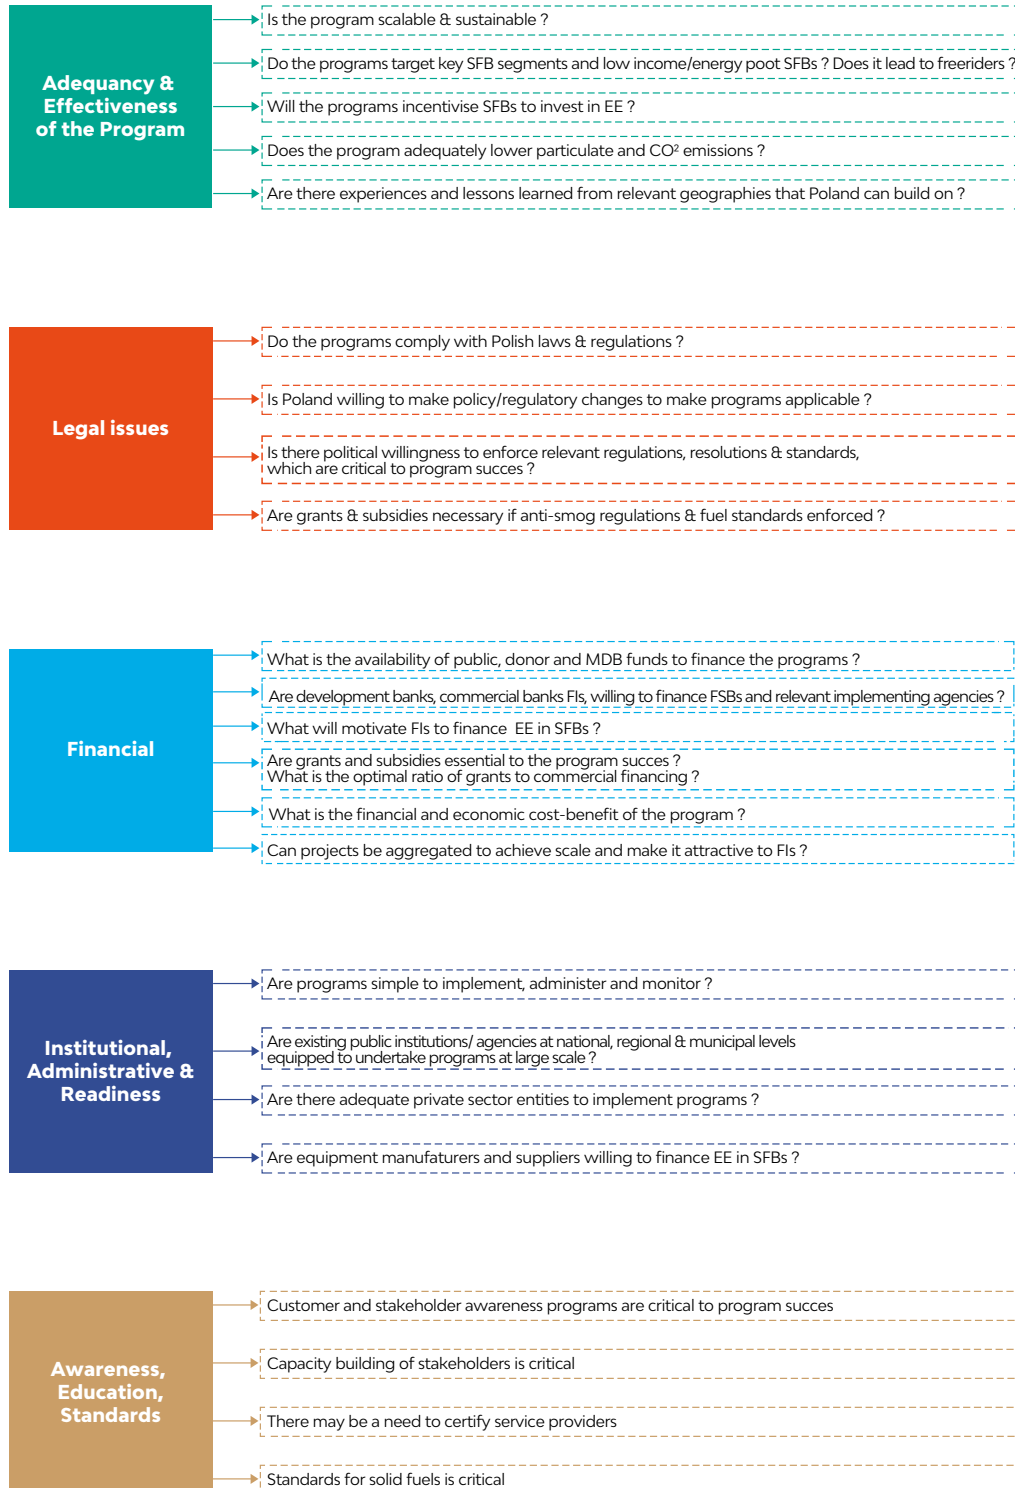 Adequancy &
Effectiveness
of the Program
Is the program scalable & sustainable ?
Do the programs target key SFB segments and low income/energy poot SFBs ? Does it lead to freeriders ?
Will the programs incentivise SFBs to invest in EE ?
Does the program adequately lower particulate and CO² emissions ?
Are there experiences and lessons learned from relevant geographies that Poland can build on ?
Legal issues
Do the programs comply with Polish laws & regulations ?
Is Poland willing to make policy/regulatory changes to make programs applicable ?
Is there political willingness to enforce relevant regulations, resolutions & standards,
which are critical to program succes ?
Are grants & subsidies necessary if anti-smog regulations & fuel standards enforced ?
Financial
What is the availability of public, donor and MDB funds to finance the programs ?
Are development banks, commercial banks FIs, willing to finance FSBs and relevant implementing agencies ?
What will motivate FIs to finance EE in SFBs ?
Are grants and subsidies essential to the program succes ?
What is the optimal ratio of grants to commercial financing ?
What is the financial and economic cost-benefit of the program ?
Can projects be aggregated to achieve scale and make it attractive to FIs ?
Institutional,
Administrative &
Readiness
Are programs simple to implement, administer and monitor ?
Are existing public institutions/ agencies at national, regional & municipal levels
equipped to undertake programs at large scale ?
Are there adequate private sector entities to implement programs ?
Are equipment manufaturers and suppliers willing to finance EE in SFBs ?
Awareness,
Education,
Standards
Customer and stakeholder awareness programs are critical to program succes
Capacity building of stakeholders is critical
There may be a need to certify service providers
Standards for solid fuels is critical